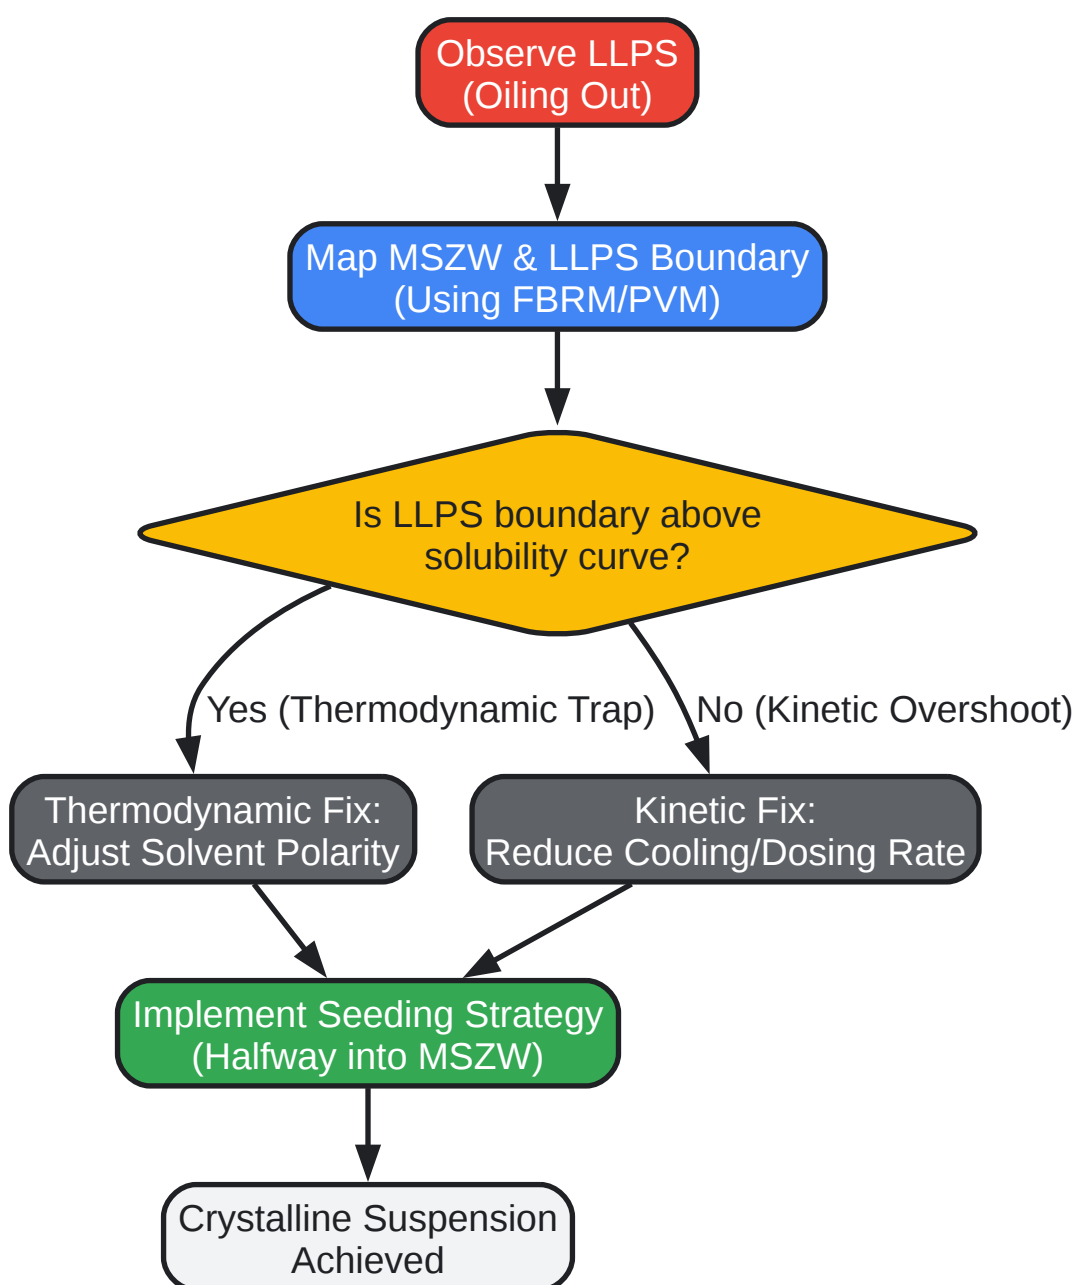 Observe LLPS
(Oiling Out)
Map MSZW & LLPS Boundary
(Using FBRM/PVM)
Is LLPS boundary above
solubility curve?
Yes (Thermodynamic Trap)
No (Kinetic Overshoot)
Thermodynamic Fix:
Adjust Solvent Polarity
Kinetic Fix:
Reduce Cooling/Dosing Rate
Implement Seeding Strategy
(Halfway into MSZW)
Crystalline Suspension
Achieved